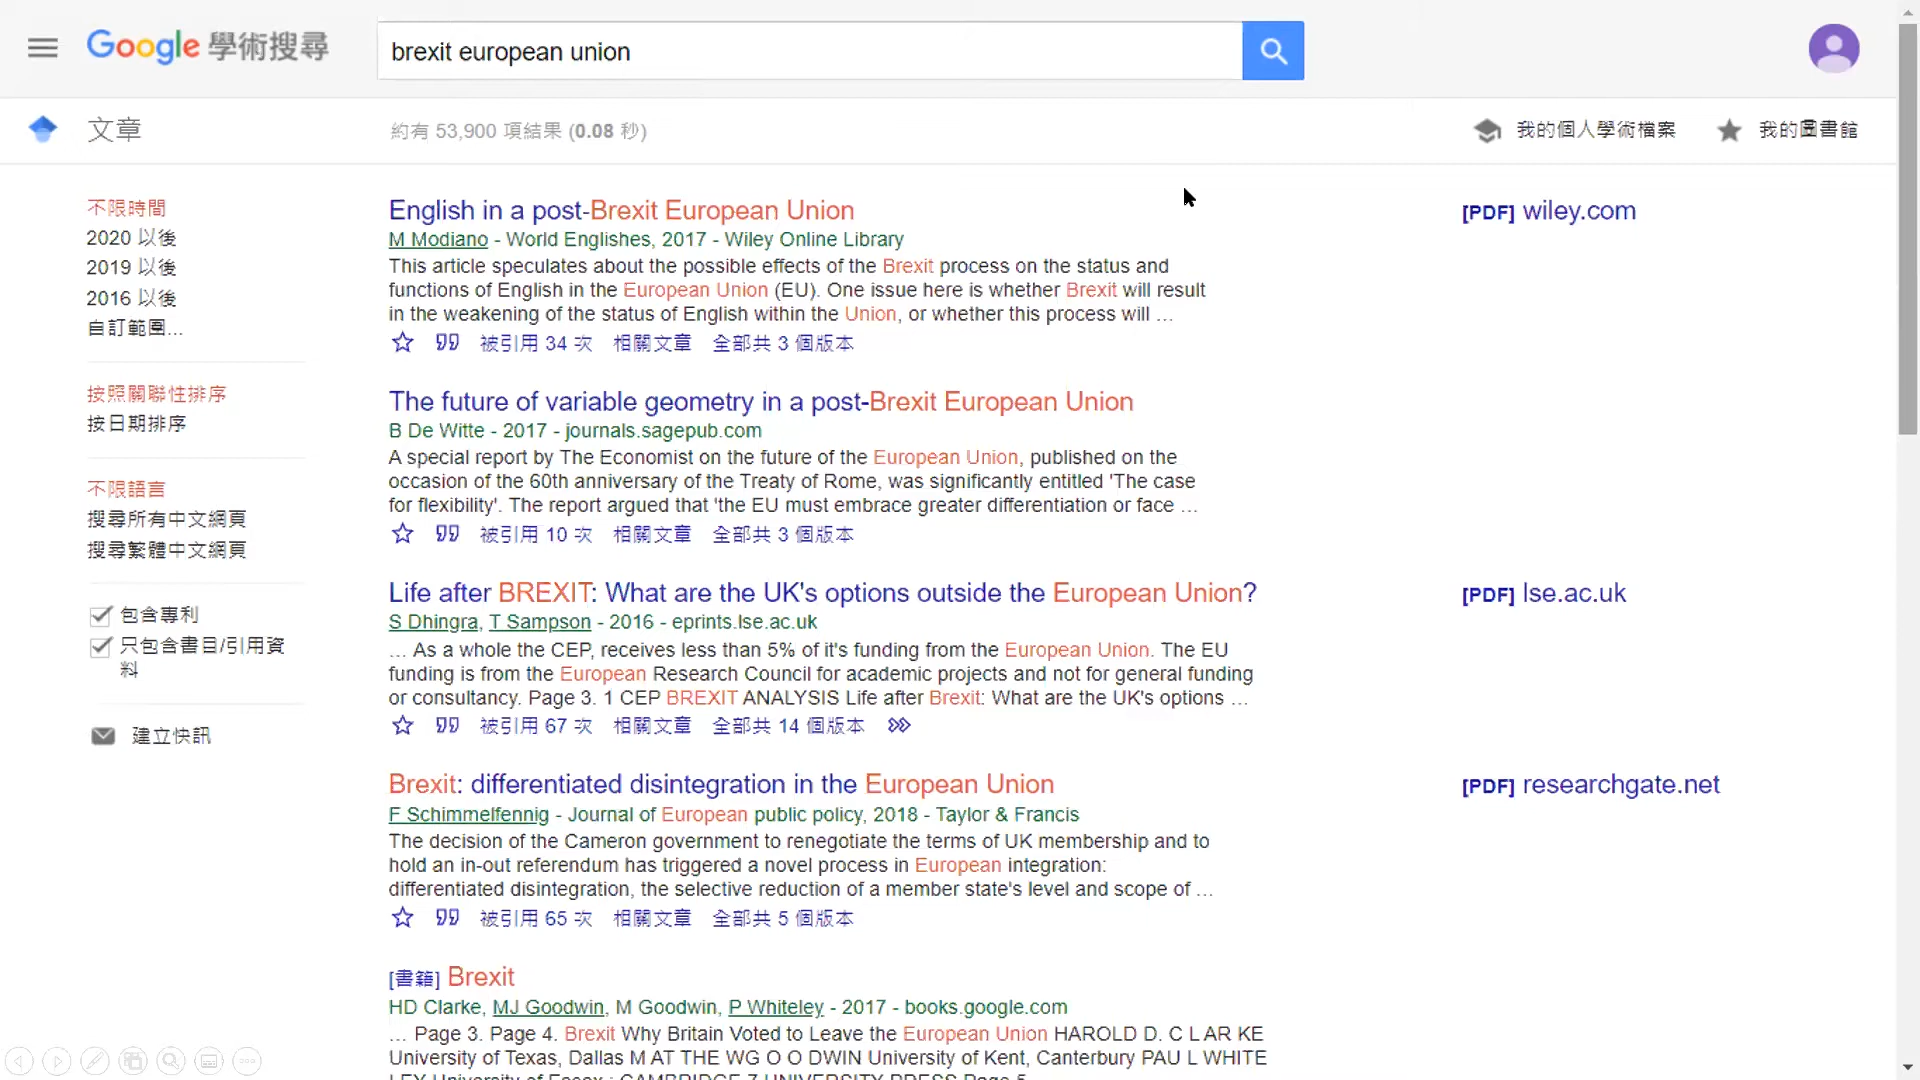 Google 學術搜尋
brexit european union
文章
約有 53,900 項結果 (0.08 秒)
我的個人學術檔案
我的圖書館
不限時間
2020 以後
2019 以後
2016 以後
自訂範圍...
按照關聯性排序
按日期排序
不限語言
搜尋所有中文網頁
搜尋繁體中文網頁
包含專利
只包含書目/引用資
料
建立快訊
English in a post-Brexit European Union
[PDF] wiley.com
M Modiano - World Englishes, 2017 - Wiley Online Library
This article speculates about the possible effects of the Brexit process on the status and
functions of English in the European Union (EU). One issue here is whether Brexit will result
in the weakening of the status of English within the Union, or whether this process will …
被引用 34 次 相關文章 全部共 3 個版本
The future of variable geometry in a post-Brexit European Union
B De Witte - 2017 - journals.sagepub.com
A special report by The Economist on the future of the European Union, published on the
occasion of the 60th anniversary of the Treaty of Rome, was significantly entitled 'The case
for flexibility'. The report argued that 'the EU must embrace greater differentiation or face …
被引用 10 次 相關文章 全部共 3 個版本
Life after BREXIT: What are the UK's options outside the European Union?
[PDF] lse.ac.uk
S Dhingra, T Sampson - 2016 - eprints.lse.ac.uk
… As a whole the CEP, receives less than 5% of it's funding from the European Union. The EU
funding is from the European Research Council for academic projects and not for general funding
or consultancy. Page 3. 1 CEP BREXIT ANALYSIS Life after Brexit: What are the UK's options …
被引用 67 次 相關文章 全部共 14 個版本
Brexit: differentiated disintegration in the European Union
[PDF] researchgate.net
F Schimmelfennig - Journal of European public policy, 2018 - Taylor & Francis
The decision of the Cameron government to renegotiate the terms of UK membership and to
hold an in-out referendum has triggered a novel process in European integration:
differentiated disintegration, the selective reduction of a member state's level and scope of …
被引用 65 次 相關文章 全部共 5 個版本
[書籍] Brexit
HD Clarke, MJ Goodwin, M Goodwin, P Whiteley - 2017 - books.google.com
… Page 3. Page 4. Brexit Why Britain Voted to Leave the European Union HAROLD D. C L AR KE
University of Texas, Dallas M AT THE WG O O DWIN University of Kent, Canterbury PAU L WHITE
LEY University of Essex : CAMBRIDGE 7 UNIVERSITY PRESS Page 5